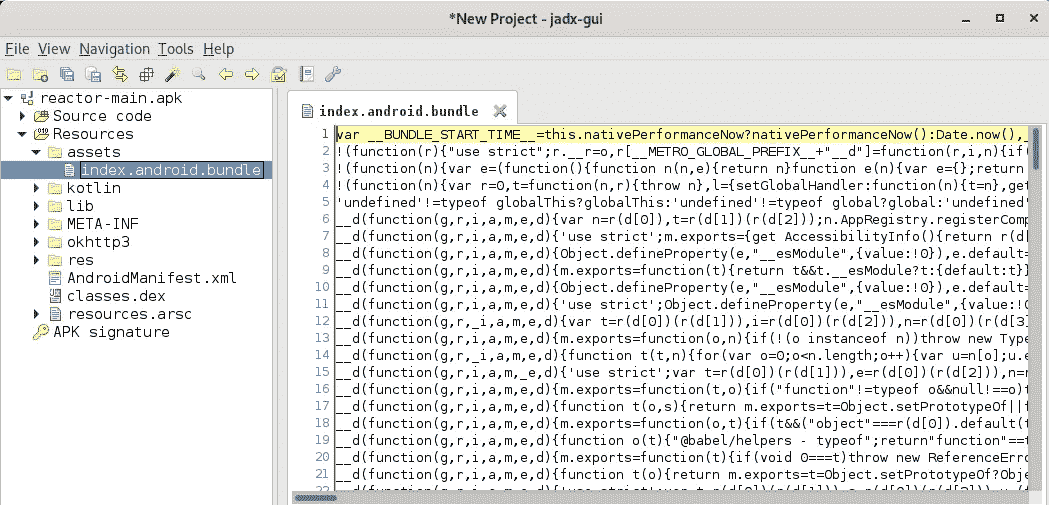 *New Project - jadx-gui
File View Navigation Tools Help
reactor-main.apk
Source code
Resources
assets
index.android.bundle
kotlin
lib
META-INF
okhttp3
res
AndroidManifest.xml
classes.dex
resources.arsc
APK signature
index.android.bundle
1 var __BUNDLE_START_TIME__=this.nativePerformanceNow?nativePerformanceNow():Date.now(),_
2 !(function(r){"use strict";r.__r=o,r[__METRO_GLOBAL_PREFIX__+"__d"]=function(r,i,n){if(
3 !(function(n){var e=(function(){function n(n,e){return n}function e(n){var e={};return
4 !(function(n){var r=0,t=function(n,r){throw n},l={setGlobalHandler:function(n){t=n},get
5 'undefined'!=typeof globalThis?globalThis:'undefined'!=typeof global?global:'undefined'
6 __d(function(g,r,i,a,m,e,d){var n=r(d[0]),t=r(d[1])(r(d[2]));n.AppRegistry.registerComp
7 __d(function(g,r,i,a,m,e,d){'use strict';m.exports={get AccessibilityInfo(){return r(d[
8 __d(function(g,r,i,a,m,e,d){Object.defineProperty(e,"__esModule",{value:!0}),e.default=
9 __d(function(g,r,i,a,m,e,d){m.exports=function(t){return t&&t.__esModule?t:{default:t}}
10 __d(function(g,r,i,a,m,e,d){Object.defineProperty(e,"__esModule",{value:!0}),e.default=
11 __d(function(g,r,i,a,m,e,d){'use strict';Object.defineProperty(e,"__esModule",{value:!0
12 __d(function(g,r,_i,a,m,e,d){var t=r(d[0])(r(d[1])),i=r(d[0])(r(d[2])),n=r(d[0])(r(d[3]
13 __d(function(g,r,i,a,m,e,d){m.exports=function(o,n){if(!(o instanceof n))throw new Type
14 __d(function(g,r,_i,a,m,e,d){function t(t,n){for(var o=0;o<n.length;o++){var u=n[o];u.e
15 __d(function(g,r,i,a,m,_e,d){'use strict';var t=r(d[0])(r(d[1])),e=r(d[0])(r(d[2])),n=r
16 __d(function(g,r,i,a,m,e,d){m.exports=function(t,o){if("function"!=typeof o&&null!==o)t
17 __d(function(g,r,i,a,m,e,d){function t(o,s){return m.exports=t=Object.setPrototypeOf||f
18 __d(function(g,r,i,a,m,e,d){m.exports=function(o,t){if(t&&("object"===r(d[0]).default(t
19 __d(function(g,r,i,a,m,e,d){function o(t){"@babel/helpers - typeof";return"function"==t
20 __d(function(g,r,i,a,m,e,d){m.exports=function(t){if(void 0===t)throw new ReferenceErro
21 __d(function(g,r,i,a,m,e,d){function t(o){return m.exports=t=Object.setPrototypeOf?Obje